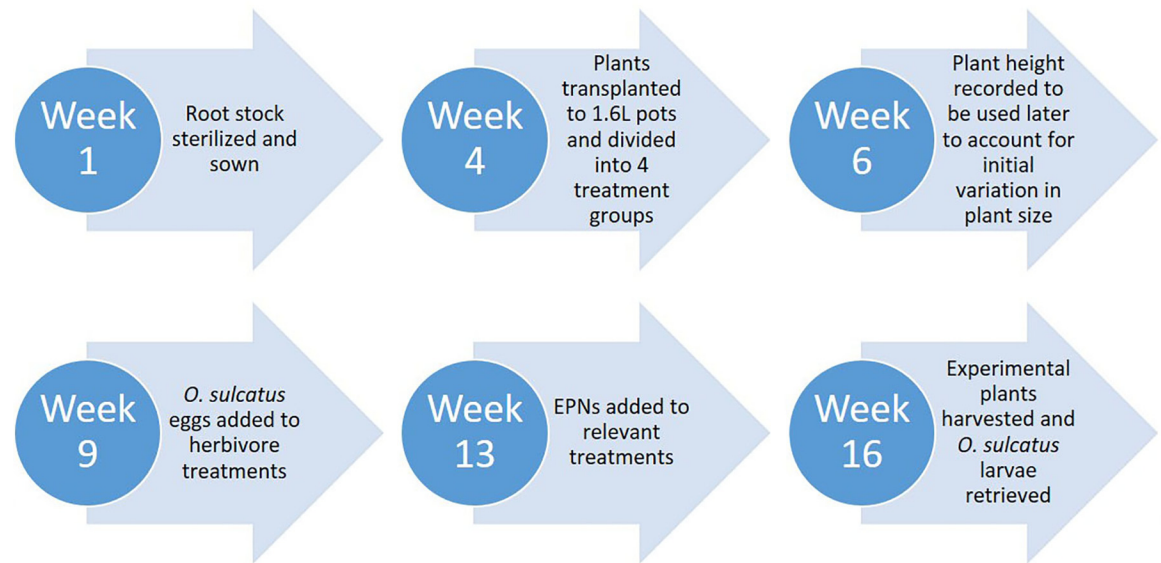 Week
1
Root stock
sterilized and
sown
Week
4
Plants
transplanted
to 1.6L pots
and divided
into 4
treatment
groups
Week
6
Plant height
recorded to
be used later
to account for
initial
variation in
plant size
Week
9
O. sulcatus
eggs added to
herbivore
treatments
Week
13
EPNs added to
relevant
treatments
Week
16
Experimental
plants
harvested and
O. sulcatus
larvae
retrieved